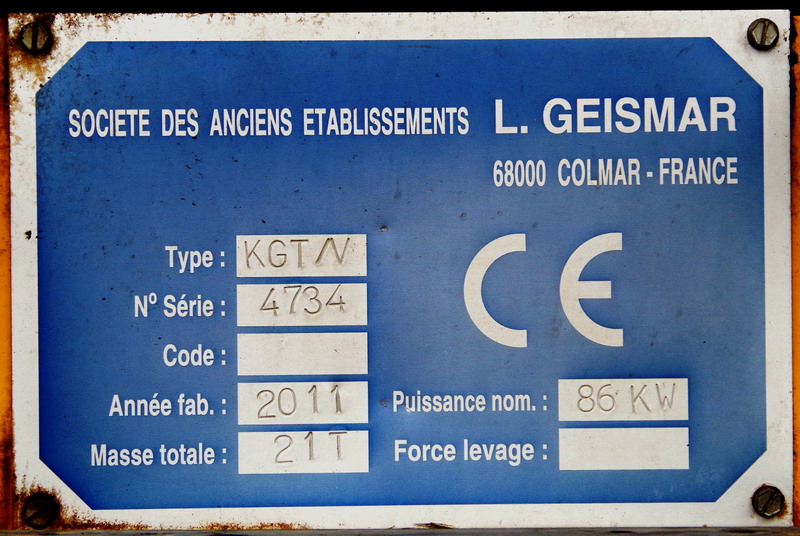 SOCIETE DES ANCIENS ETABLISSEMENTS L. GEISMAR
68000 COLMAR - FRANCE
CE
Type : KGT/V
Nº Série : 4734
Code :
Année fab. : 2011 Puissance nom. : 86 KW
Masse totale : 21T Force levage :